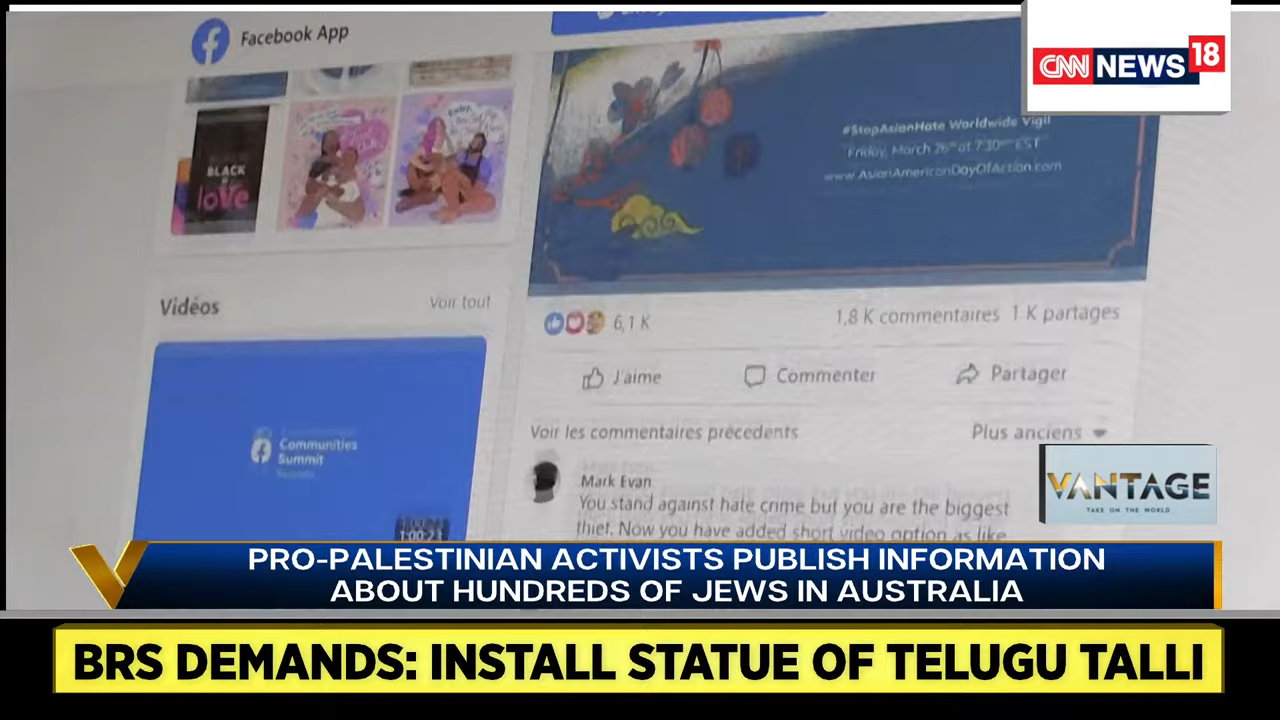 Facebook App
CNN NEWS 18
BLACK
love
#StopAsianHate Worldwide Vigil
Friday, March 26th at 7:30 EST
www.AsianAmericanDayOfAction.com
Vidéos
Voir tout
6,1 K
1,8 K commentaires 1 K partages
J'aime
Commenter
Partager
Voir les commentaires précédents
Plus anciens
Communities
Summit
1:00:21
Mark Evan
You stand against hate crime but you are the biggest
thief. Now you have added short video option as like
VANTAGE
TAKE ON THE WORLD
PRO-PALESTINIAN ACTIVISTS PUBLISH INFORMATION
ABOUT HUNDREDS OF JEWS IN AUSTRALIA
BRS DEMANDS: INSTALL STATUE OF TELUGU TALLI